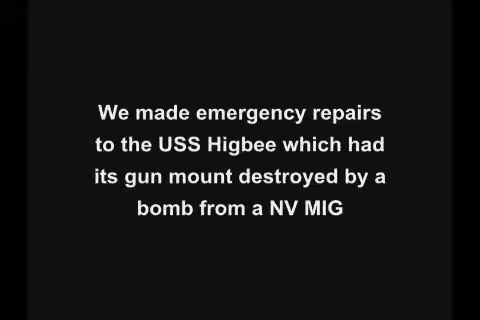 We made emergency repairs
to the USS Higbee which had
its gun mount destroyed by a
bomb from a NV MIG